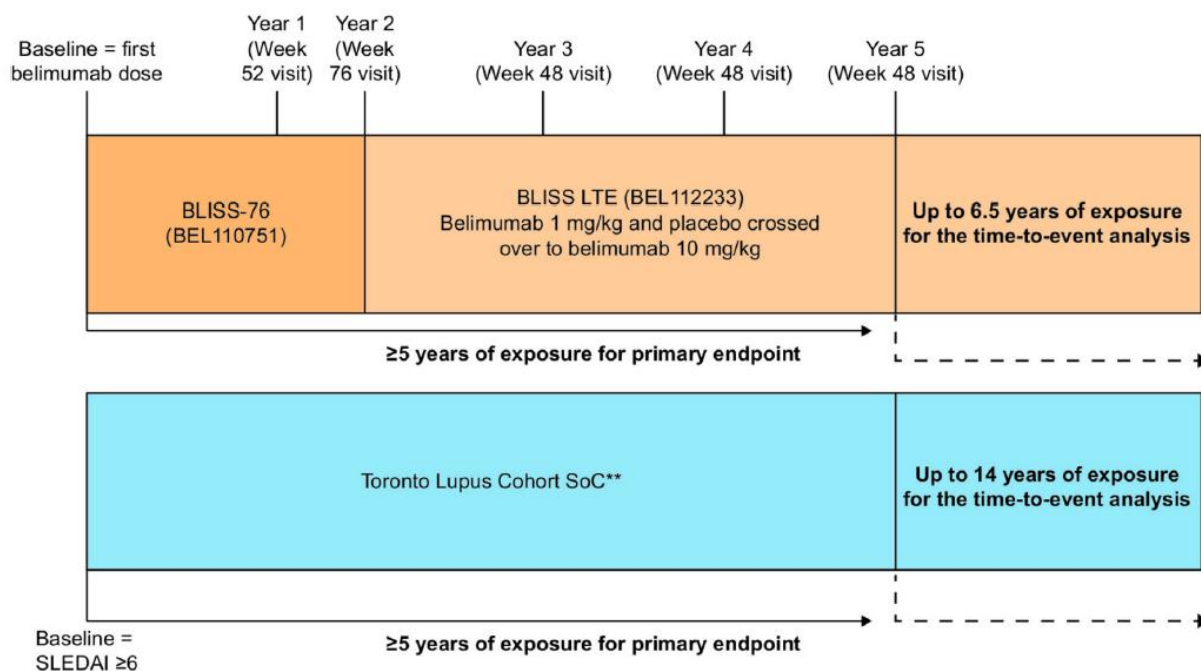 Baseline = first
belimumab dose
Year 1
(Week
52 visit)
Year 2
(Week
76 visit)
Year 3
(Week 48 visit)
Year 4
(Week 48 visit)
Year 5
(Week 48 visit)
BLISS-76
(BEL110751)
BLISS LTE (BEL112233)
Belimumab 1 mg/kg and placebo crossed
over to belimumab 10 mg/kg
Up to 6.5 years of exposure
for the time-to-event analysis
≥5 years of exposure for primary endpoint
Toronto Lupus Cohort SoC**
Up to 14 years of exposure
for the time-to-event analysis
Baseline =
SLEDAI ≥6
≥5 years of exposure for primary endpoint